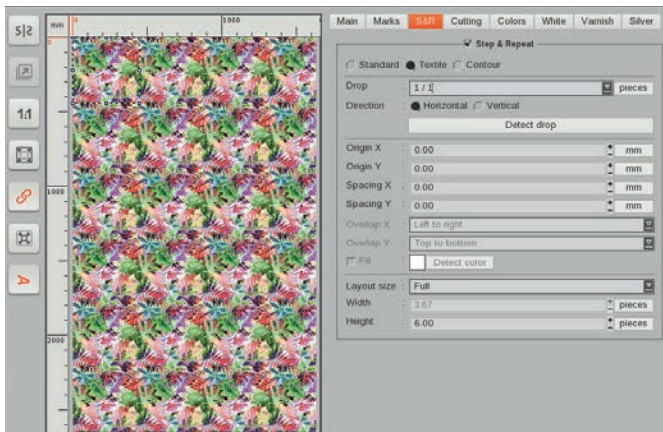 mm
0
1000
0
1000
2000
1:1
Main Marks S&R Cutting Colors White Varnish Silver
Step & Repeat
Standard Textile Contour
Drop : 1 / 1 pieces
Direction : Horizontal Vertical
Detect drop
Origin X : 0.00 mm
Origin Y : 0.00 mm
Spacing X : 0.00 mm
Spacing Y : 0.00 mm
Overlap X : Left to right
Overlap Y : Top to bottom
Fill : Detect color
Layout size : Full
Width : 3.67 pieces
Height : 6.00 pieces